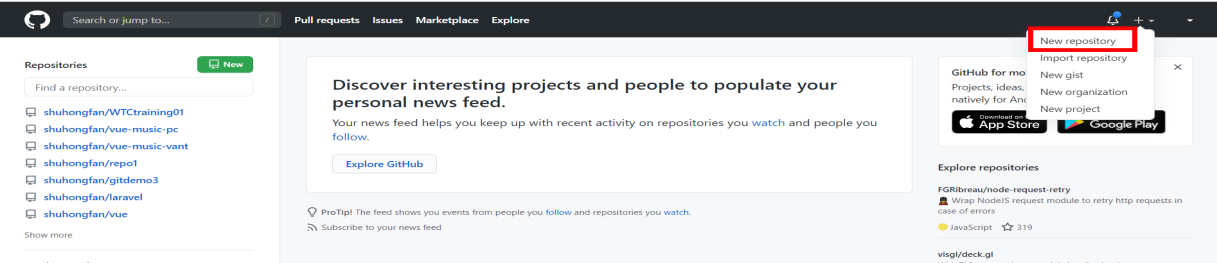 Search or jump to... /
Pull requests Issues Marketplace Explore
New repository
Import repository
New gist
New organization
New project
Repositories
New
Find a repository...
shuhongfan/WTCtraining01
shuhongfan/vue-music-pc
shuhongfan/vue-music-vant
shuhongfan/repo1
shuhongfan/gitdemo3
shuhongfan/laravel
shuhongfan/vue
Show more
Discover interesting projects and people to populate your
personal news feed.
Your news feed helps you keep up with recent activity on repositories you watch and people you
follow.
Explore GitHub
ProTip! The feed shows you events from people you follow and repositories you watch.
Subscribe to your news feed
GitHub for mo
Projects, ideas,
natively for And
Download on
App Store
Google Play
Explore repositories
FGRibreau/node-request-retry
Wrap NodeJS request module to retry http requests in
case of errors
JavaScript 319
visgl/deck.gl